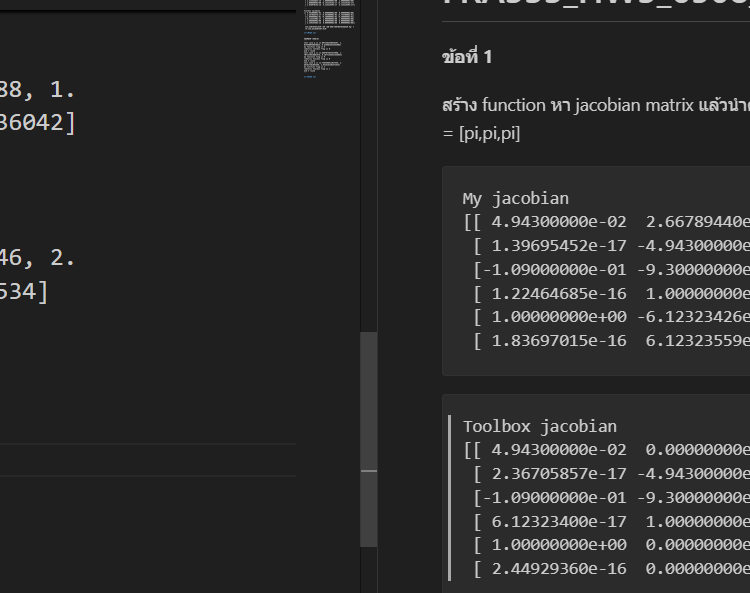 88, 1.
36042]
46, 2.
534]
ข้อที่ 1
สร้าง function หา jacobian matrix แล้วนำ
= [pi,pi,pi]
My jacobian
[[ 4.94300000e-02 2.66789440e
[ 1.39695452e-17 -4.94300000e
[-1.09000000e-01 -9.30000000e
[ 1.22464685e-16 1.00000000e
[ 1.00000000e+00 -6.12323426e
[ 1.83697015e-16 6.12323559e
Toolbox jacobian
[[ 4.94300000e-02 0.00000000e
[ 2.36705857e-17 -4.94300000e
[-1.09000000e-01 -9.30000000e
[ 6.12323400e-17 1.00000000e
[ 1.00000000e+00 0.00000000e
[ 2.44929360e-16 0.00000000e